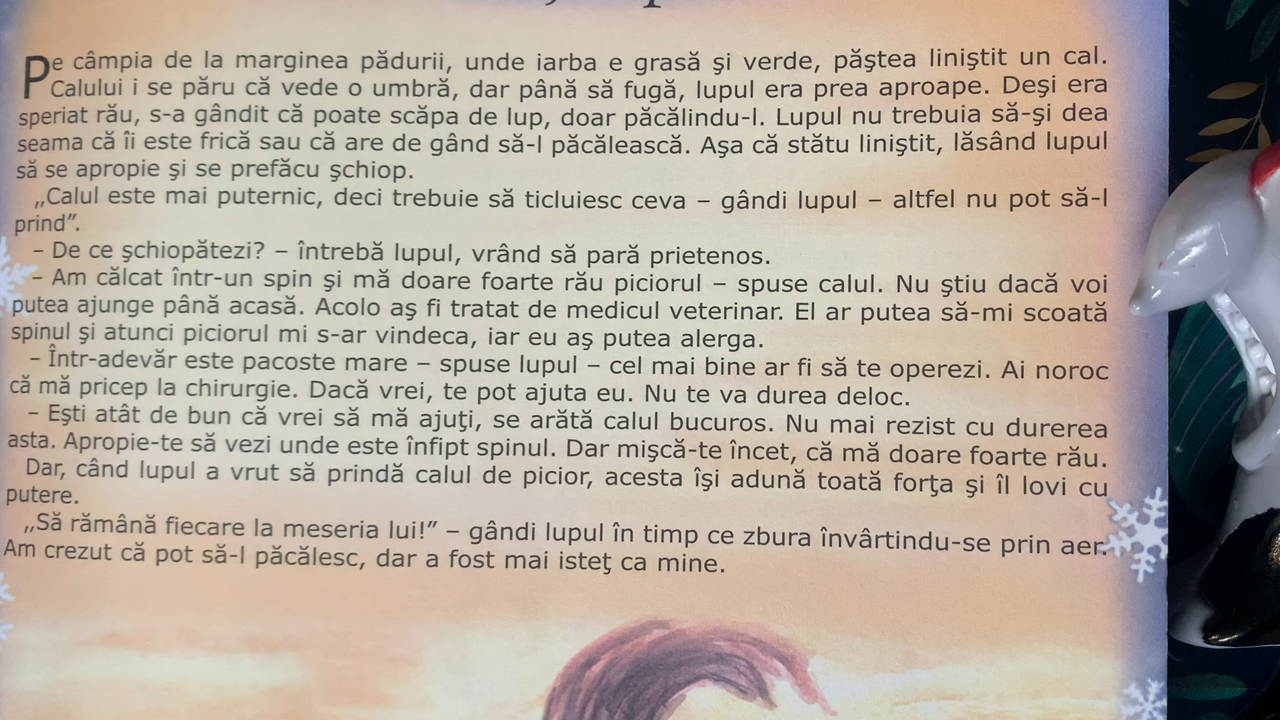 Pe câmpia de la marginea pădurii, unde iarba e grasă şi verde, păştea liniştit un cal.
Calului i se păru că vede o umbră, dar până să fugă, lupul era prea aproape. Deşi era
speriat rău, s-a gândit că poate scăpa de lup, doar păcălindu-l. Lupul nu trebuia să-şi dea
seama că îi este frică sau că are de gând să-l păcălească. Aşa că stătu liniştit, lăsând lupul
să se apropie şi se prefăcu şchiop.
„Calul este mai puternic, deci trebuie să ticluiesc ceva – gândi lupul – altfel nu pot să-l
prind”.
– De ce şchiopătezi? – întrebă lupul, vrând să pară prietenos.
– Am călcat într-un spin şi mă doare foarte rău piciorul – spuse calul. Nu ştiu dacă voi
putea ajunge până acasă. Acolo aş fi tratat de medicul veterinar. El ar putea să-mi scoată
spinul şi atunci piciorul mi s-ar vindeca, iar eu aş putea alerga.
– Într-adevăr este pacoste mare – spuse lupul – cel mai bine ar fi să te operezi. Ai noroc
că mă pricep la chirurgie. Dacă vrei, te pot ajuta eu. Nu te va durea deloc.
– Eşti atât de bun că vrei să mă ajuţi, se arătă calul bucuros. Nu mai rezist cu durerea
asta. Apropie-te să vezi unde este înfipt spinul. Dar mişcă-te încet, că mă doare foarte rău.
Dar, când lupul a vrut să prindă calul de picior, acesta îşi adună toată forţa şi îl lovi cu
putere.
„Să rămână fiecare la meseria lui!” – gândi lupul în timp ce zbura învârtindu-se prin aer.
Am crezut că pot să-l păcălesc, dar a fost mai isteţ ca mine.